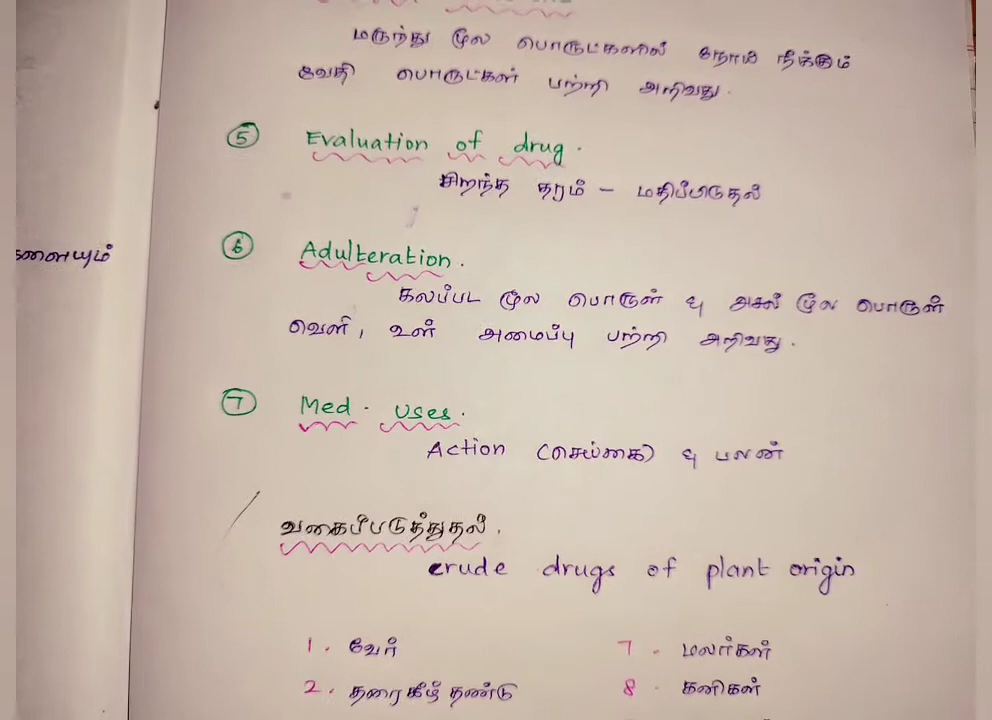 மருந்து மூல பொருட்களில் நோய் நீக்கும்
வேதி பொருட்கள் பற்றி அறிவது.
5 Evaluation of drug.
சிறந்த தரம் - மதிப்பிடுதல்
ளையும்
6 Adulteration.
கலப்பட மூல பொருள் & அசல் மூல பொருள்
வெளி, உள் அமைப்பு பற்றி அறிவது.
7 Med. Uses.
Action (செய்கை) & பலன்
வகைப்படுத்துதல்.
crude drugs of plant origin
1. வேர் 7. மலர்கள்
2. தரைகீழ் தண்டு 8. கனிகள்